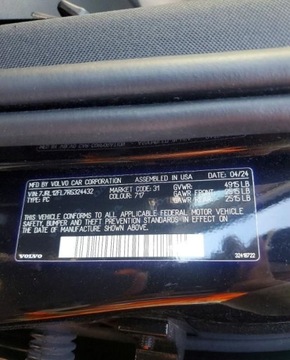 MFD. BY VOLVO CAR CORPORATION ASSEMBLED IN USA DATE: 04/24
VIN: 7JRL12FL7RG324432 MARKET CODE: 31 GVWR: 4915 LB
TYPE: PC COLOUR: 717 GAWR FRONT: 2515 LB
GAWR REAR: 2515 LB
THIS VEHICLE CONFORMS TO ALL APPLICABLE FEDERAL MOTOR VEHICLE
SAFETY, BUMPER AND THEFT PREVENTION STANDARDS IN EFFECT ON
THE DATE OF MANUFACTURE SHOWN ABOVE.
VOLVO 32418722